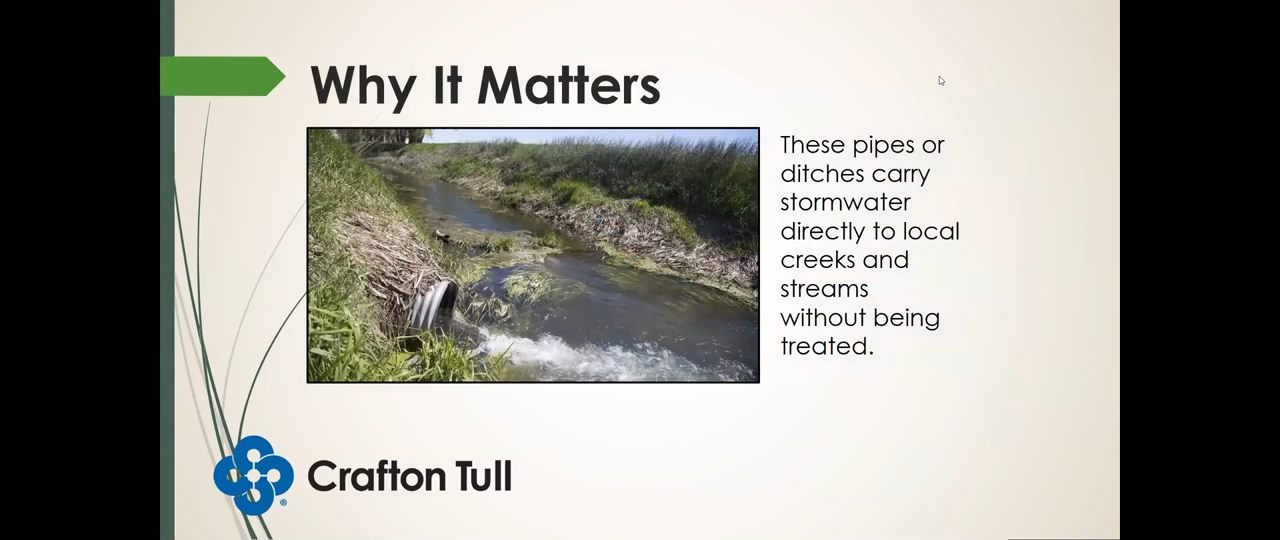 Why It Matters
These pipes or
ditches carry
stormwater
directly to local
creeks and
streams
without being
treated.
Crafton Tull
®